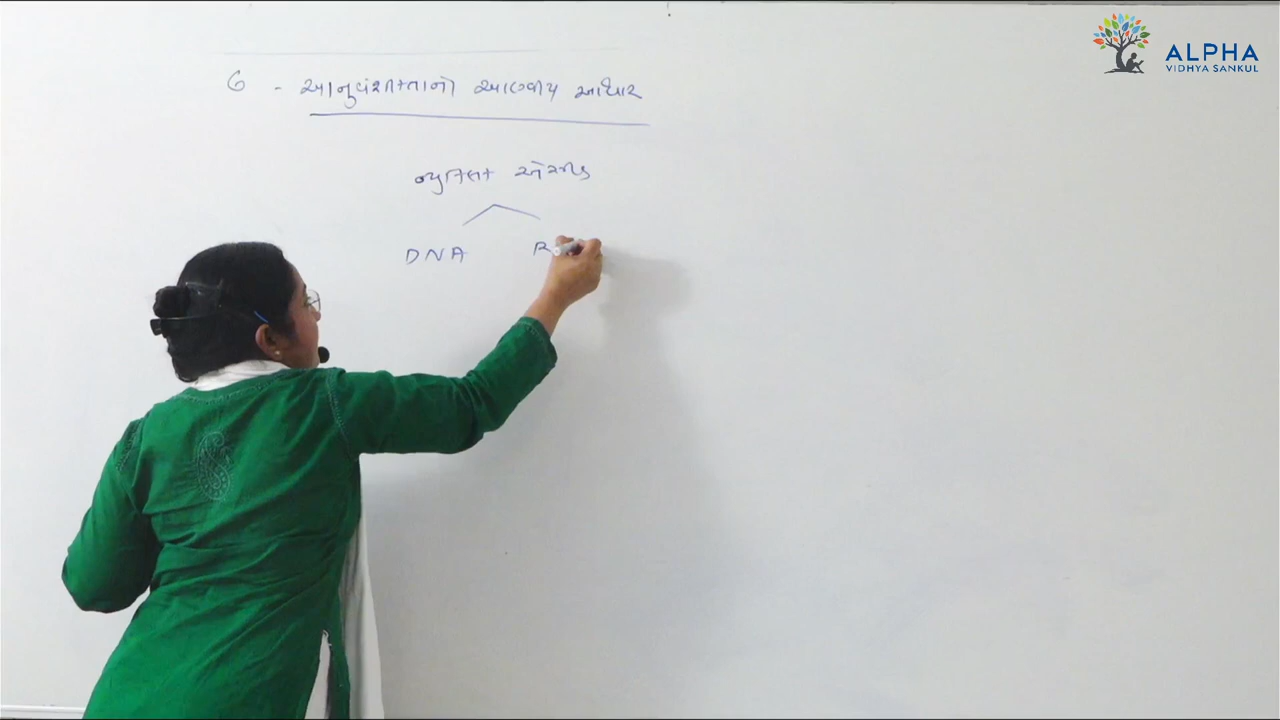 ALPHA
VIDHYA SANKUL
6 - આનુવંશીકતાનો આણ્વીય આધાર
ન્યુક્લિક એસીડ
DNA R